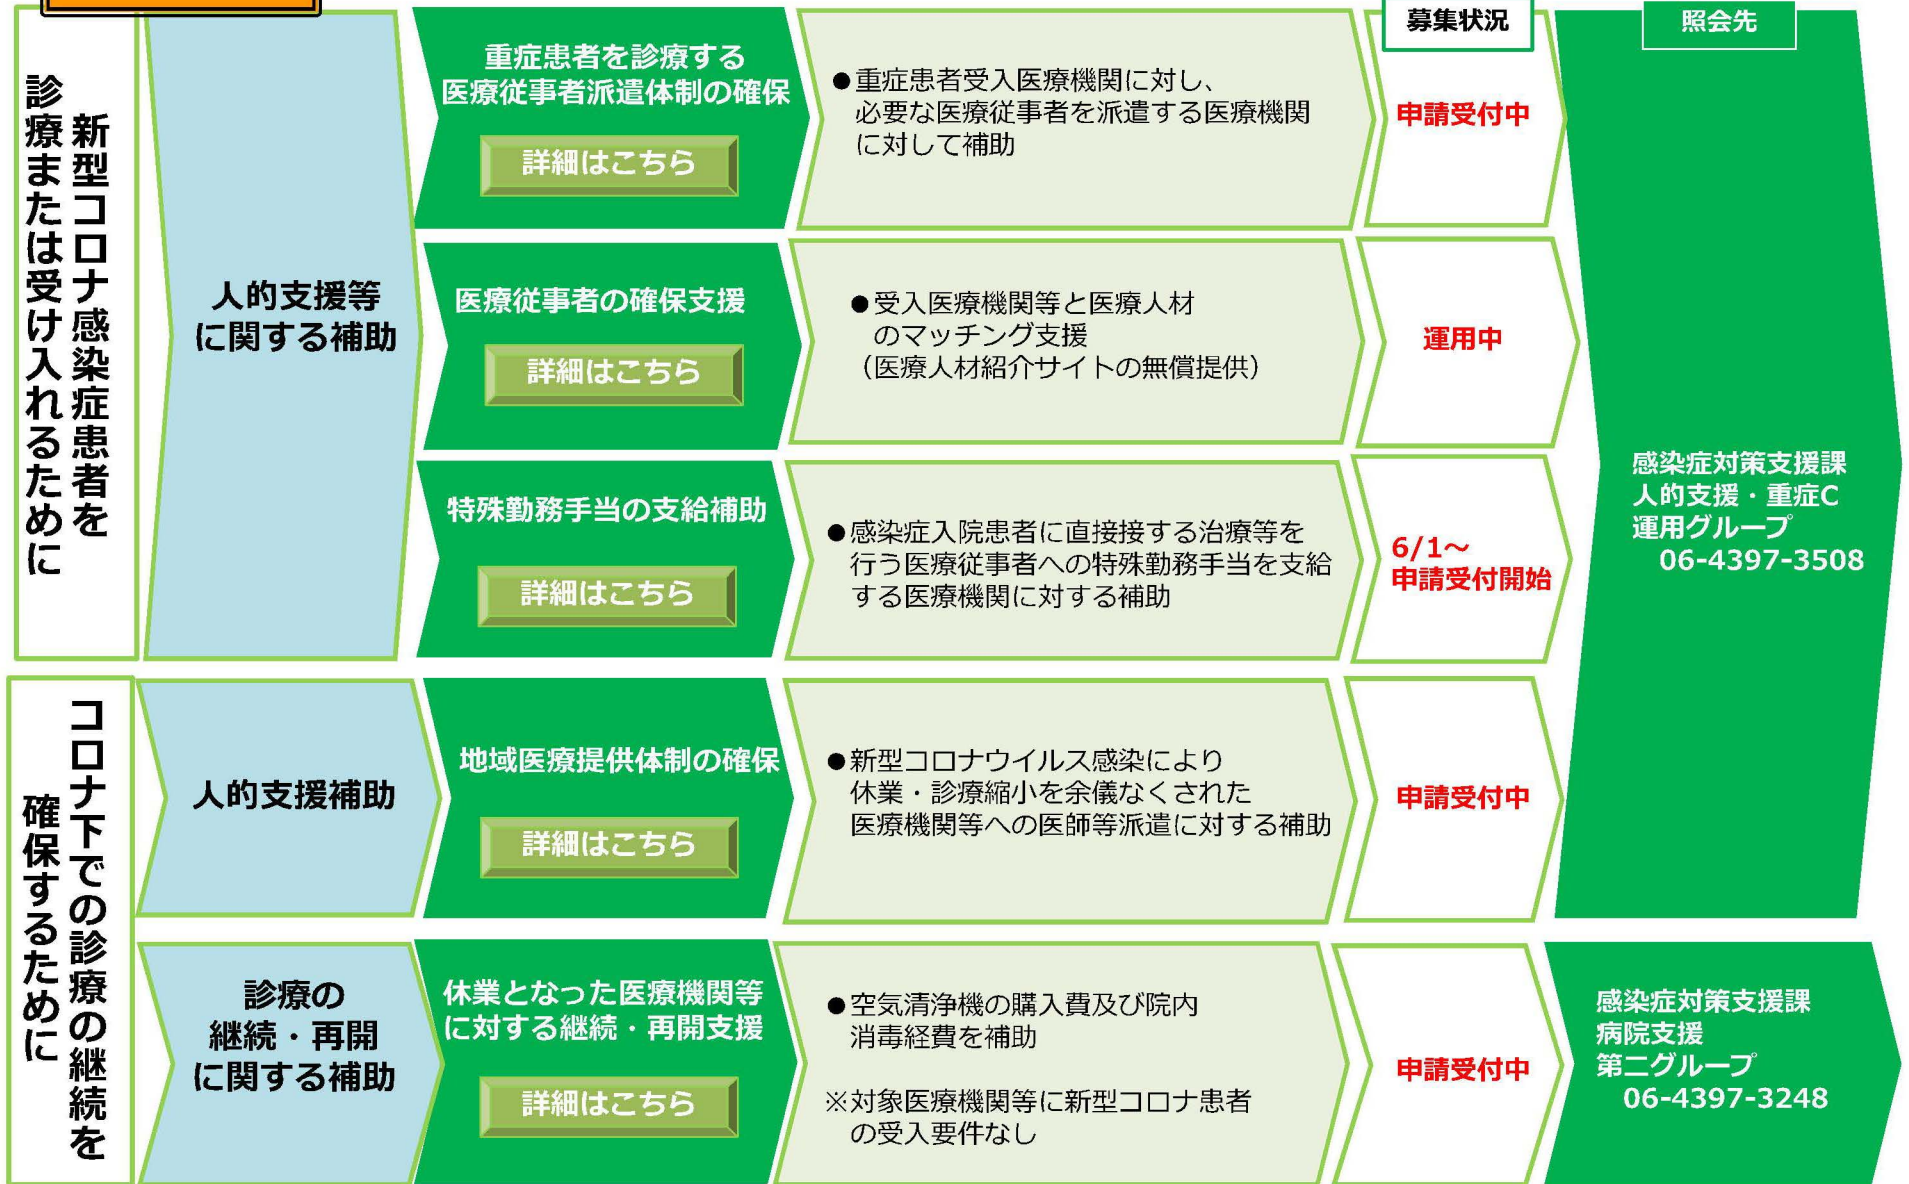 募集状況
照会先
新型コロナ感染症患者を
診療または受け入れるために
人的支援等
に関する補助
重症患者を診療する
医療従事者派遣体制の確保
詳細はこちら
●重症患者受入医療機関に対し、
必要な医療従事者を派遣する医療機関
に対して補助
申請受付中
医療従事者の確保支援
詳細はこちら
●受入医療機関等と医療人材
のマッチング支援
（医療人材紹介サイトの無償提供）
運用中
特殊勤務手当の支給補助
詳細はこちら
●感染症入院患者に直接接する治療等を
行う医療従事者への特殊勤務手当を支給
する医療機関に対する補助
6/1～
申請受付開始
感染症対策支援課
人的支援・重症C
運用グループ
06-4397-3508
コロナ下での診療の継続を
確保するために
人的支援補助
地域医療提供体制の確保
詳細はこちら
●新型コロナウイルス感染により
休業・診療縮小を余儀なくされた
医療機関等への医師等派遣に対する補助
申請受付中
診療の
継続・再開
に関する補助
休業となった医療機関等
に対する継続・再開支援
詳細はこちら
●空気清浄機の購入費及び院内
消毒経費を補助
※対象医療機関等に新型コロナ患者
の受入要件なし
申請受付中
感染症対策支援課
病院支援
第二グループ
06-4397-3248